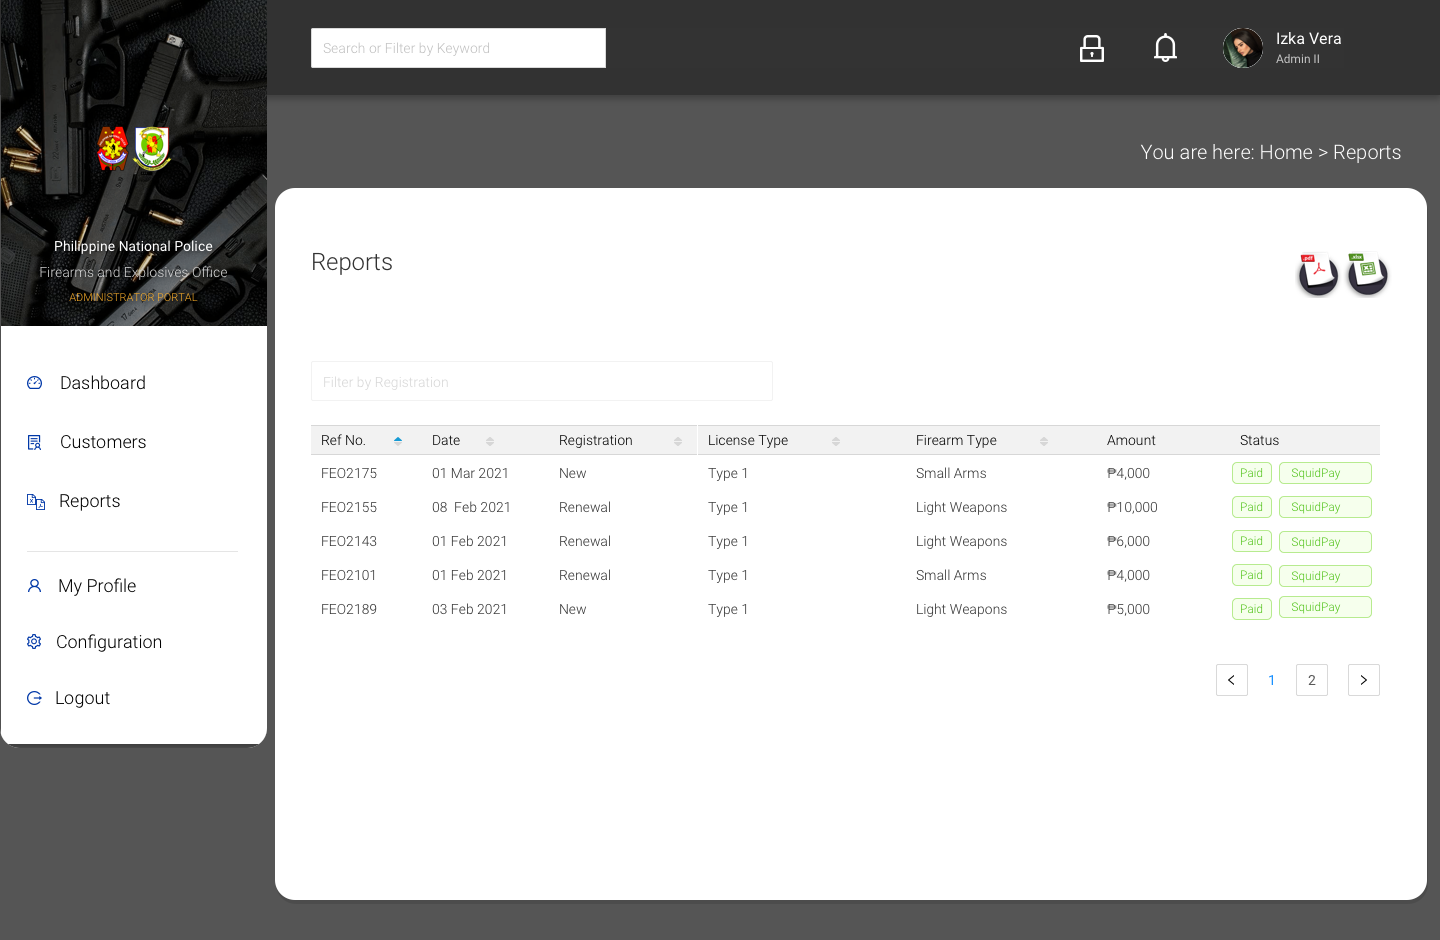 Search or Filter by Keyword
Izka Vera
Admin II
You are here: Home > Reports
Philippine National Police
Firearms and Explosives Office
ADMINISTRATOR PORTAL
Dashboard
Customers
Reports
My Profile
Configuration
Logout
Reports
.pdf
.xlsx
Filter by Registration
Ref No. Date Registration License Type Firearm Type Amount Status
FEO2175 01 Mar 2021 New Type 1 Small Arms ₱4,000 Paid SquidPay
FEO2155 08 Feb 2021 Renewal Type 1 Light Weapons ₱10,000 Paid SquidPay
FEO2143 01 Feb 2021 Renewal Type 1 Light Weapons ₱6,000 Paid SquidPay
FEO2101 01 Feb 2021 Renewal Type 1 Small Arms ₱4,000 Paid SquidPay
FEO2189 03 Feb 2021 New Type 1 Light Weapons ₱5,000 Paid SquidPay
< 1 2 >